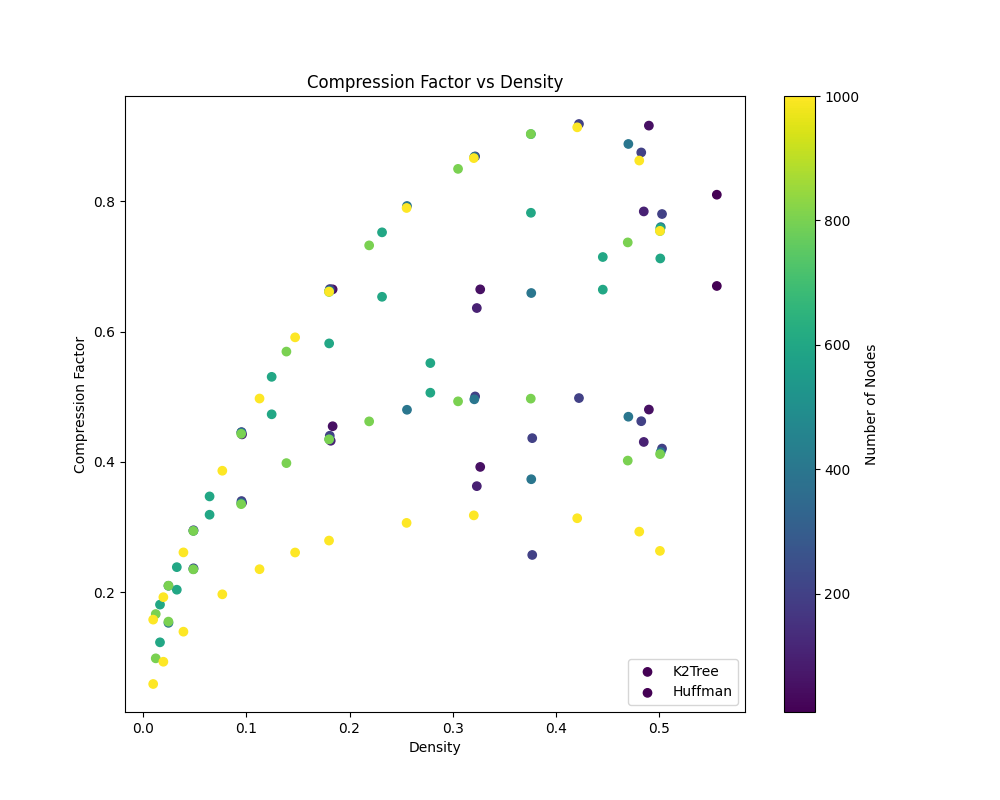 Compression Factor vs Density
Compression Factor
0.8
0.6
0.4
0.2
0.0 0.1 0.2 0.3 0.4 0.5
Density
K2Tree
Huffman
1000
800
600
400
200
Number of Nodes